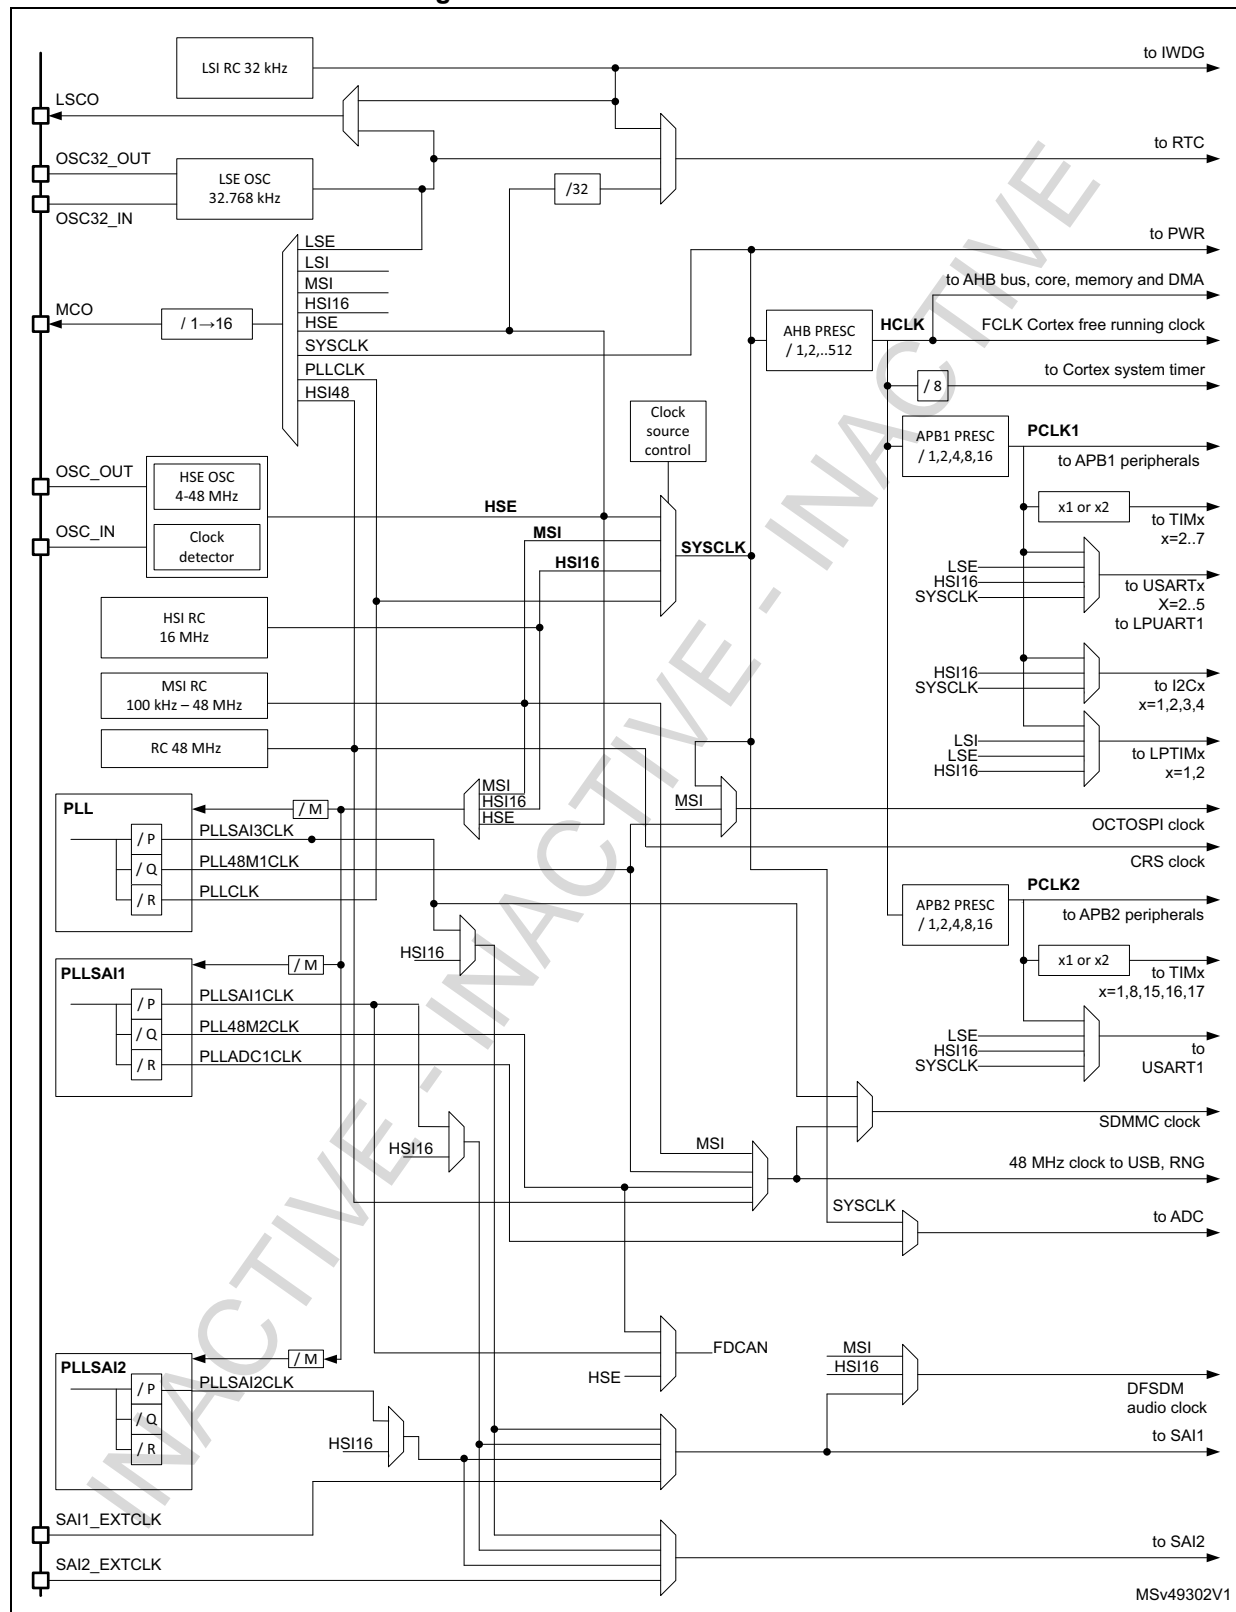 LSI RC 32 kHz
to IWDG
LSCO
OSC32_OUT
to RTC
LSE OSC
32.768 kHz
/32
OSC32_IN
LSE
to PWR
LSI
MSI
to AHB bus, core, memory and DMA
HSI16
MCO
/ 1→16
HSE
AHB PRESC
/ 1,2,..512
HCLK
FCLK Cortex free running clock
SYSCLK
PLLCLK
to Cortex system timer
/ 8
HSI48
Clock
source
control
APB1 PRESC
/ 1,2,4,8,16
PCLK1
to APB1 peripherals
OSC_OUT
HSE OSC
4-48 MHz
HSE
x1 or x2
to TIMx
x=2..7
OSC_IN
Clock
detector
MSI
SYSCLK
HSI16
LSE
HSI16
SYSCLK
to USARTx
X=2..5
to LPUART1
HSI RC
16 MHz
HSI16
SYSCLK
to I2Cx
x=1,2,3,4
MSI RC
100 kHz – 48 MHz
RC 48 MHz
LSI
LSE
HSI16
to LPTIMx
x=1,2
MSI
HSI16
HSE
MSI
OCTOSPI clock
PLL
/ M
/ P
PLLSAI3CLK
/ Q
PLL48M1CLK
/ R
PLLCLK
CRS clock
APB2 PRESC
/ 1,2,4,8,16
PCLK2
to APB2 peripherals
HSI16
x1 or x2
to TIMx
x=1,8,15,16,17
PLLSAI1
/ M
/ P
PLLSAI1CLK
/ Q
PLL48M2CLK
/ R
PLLADC1CLK
LSE
HSI16
SYSCLK
to
USART1
SDMMC clock
HSI16
MSI
48 MHz clock to USB, RNG
SYSCLK
to ADC
FDCAN
HSE
MSI
HSI16
DFSDM
audio clock
PLLSAI2
/ M
/ P
PLLSAI2CLK
/ Q
/ R
HSI16
to SAI1
SAI1_EXTCLK
to SAI2
SAI2_EXTCLK
MSv49302V1
INACTIVE - INACTIVE - INACTIVE